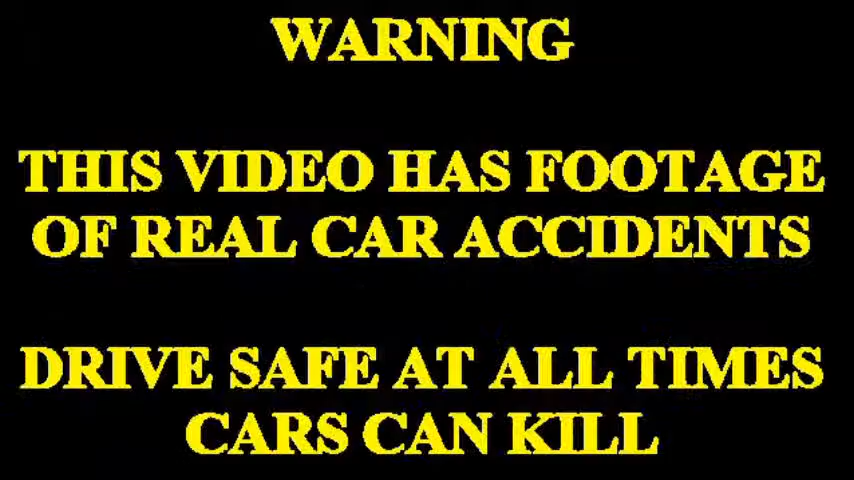 WARNING
THIS VIDEO HAS FOOTAGE
OF REAL CAR ACCIDENTS
DRIVE SAFE AT ALL TIMES
CARS CAN KILL